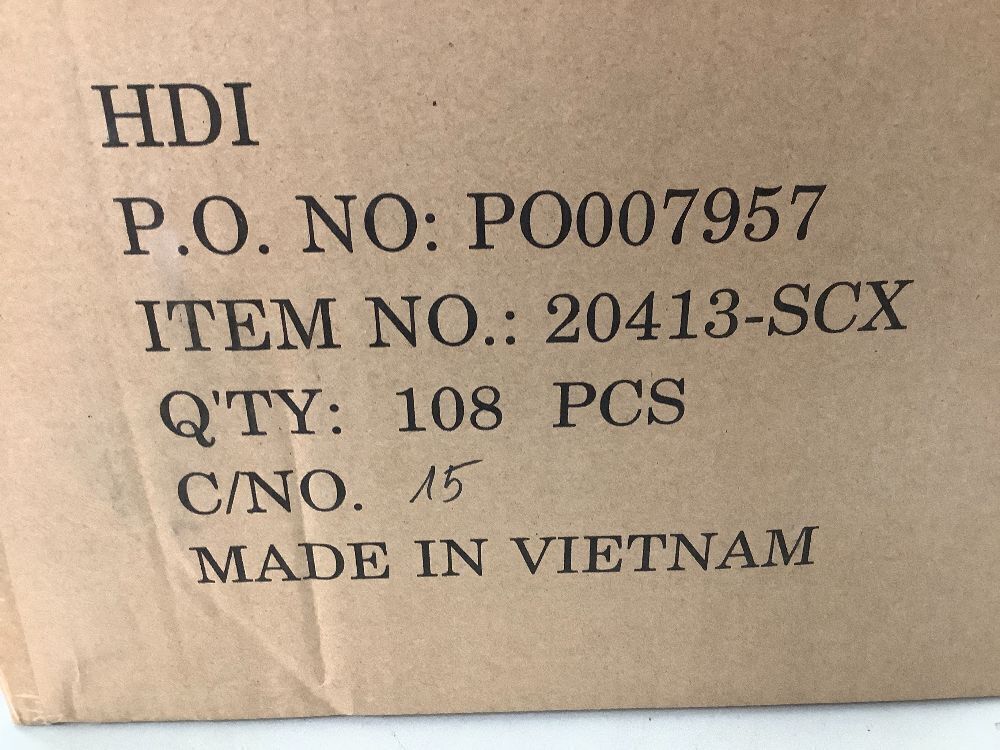 HDI
P.O. NO: PO007957
ITEM NO.: 20413-SCX
Q'TY: 108 PCS
C/NO. 15
MADE IN VIETNAM